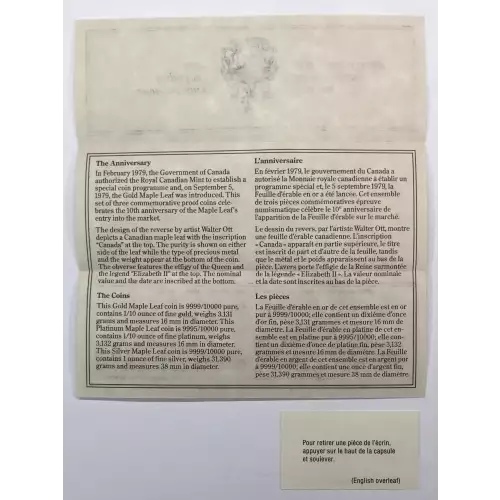 The Anniversary
In February 1979, the Government of Canada
authorized the Royal Canadian Mint to establish a
special coin programme and, on September 5,
1979, the Gold Maple Leaf was introduced. This
set of three commemorative proof coins cele-
brates the 10th anniversary of the Maple Leaf's
entry into the market.
The design of the reverse by artist Walter Ott
depicts a Canadian maple leaf with the inscription
"Canada" at the top. The purity is shown on either
side of the leaf while the type of precious metal
and the weight appear at the bottom of the coin.
The obverse features the effigy of the Queen and
the legend "Elizabeth II" at the top. The nominal
value and the date are inscribed at the bottom.
The Coins
This Gold Maple Leaf coin is 9999/10000 pure,
contains 1/10 ounce of fine gold, weighs 3,131
grams and measures 16 mm in diameter. This
Platinum Maple Leaf coin is 9995/10000 pure,
contains 1/10 ounce of fine platinum, weighs
3,132 grams and measures 16 mm in diameter.
This Silver Maple Leaf coin is 9999/10000 pure,
contains 1 ounce of fine silver, weighs 31,390
grams and measures 38 mm in diameter.
L'anniversaire
En février 1979, le gouvernement du Canada a
autorisé la Monnaie royale canadienne à établir un
programme spécial et, le 5 septembre 1979, la
Feuille d'érable en or a été lancée. Cet ensemble
de trois pièces commémoratives épreuve
numismatique célèbre le 10e anniversaire de
l'apparition de la Feuille d'érable sur le marché.
Le dessin du revers, par l'artiste Walter Ott, montre
une feuille d'érable canadienne. L'inscription
«Canada» apparaît en partie supérieure, le titre
est inscrit de part et d'autre de la feuille, tandis
que le métal et le poids apparaissent au bas de la
pièce. L'avers porte l'effigie de la Reine surmontée
de la légende «Elizabeth II». La valeur nominale
et la date sont inscrites au bas de la pièce.
Les pièces
La Feuille d'érable en or de cet ensemble est en or
pur à 9999/10000; elle contient un dixième d'once
d'or fin, pèse 3,131 grammes et mesure 16 mm de
diamètre. La Feuille d'érable en platine de cet en-
semble est en platine pur à 9995/10000; elle con-
tient un dixième d'once de platine fin, pèse 3,132
grammes et mesure 16 mm de diamètre. La Feuille
d'érable en argent de cet ensemble est en argent pur
à 9999/10000; elle contient une once d'argent fin,
pèse 31,390 grammes et mesure 38 mm de diamètre.
Pour retirer une pièce de l'écrin,
appuyer sur le haut de la capsule
et soulever.
(English overleaf)